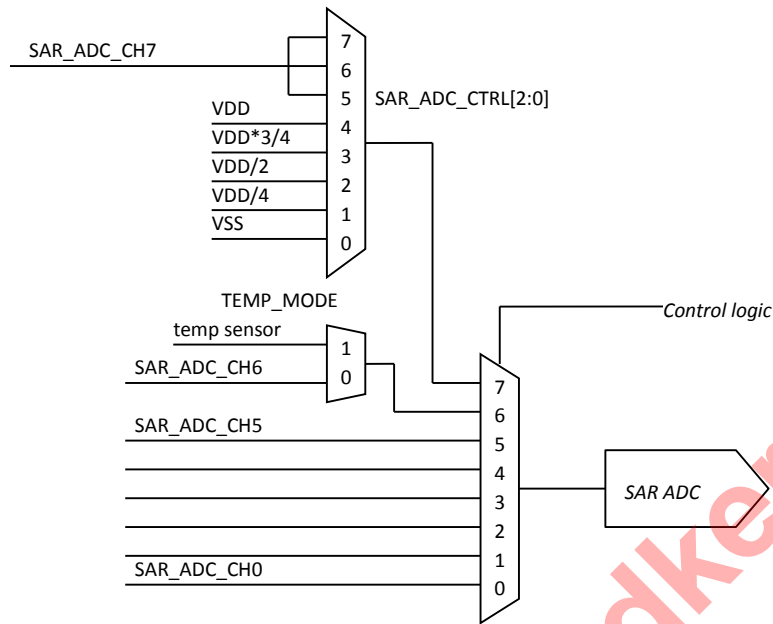 7
SAR_ADC_CH7
6
5
SAR_ADC_CTRL[2:0]
VDD
4
VDD*3/4
3
VDD/2
2
VDD/4
1
VSS
0
TEMP_MODE
temp sensor
1
Control logic
SAR_ADC_CH6
0
7
6
SAR_ADC_CH5
5
4
SAR ADC
3
2
1
SAR_ADC_CH0
0